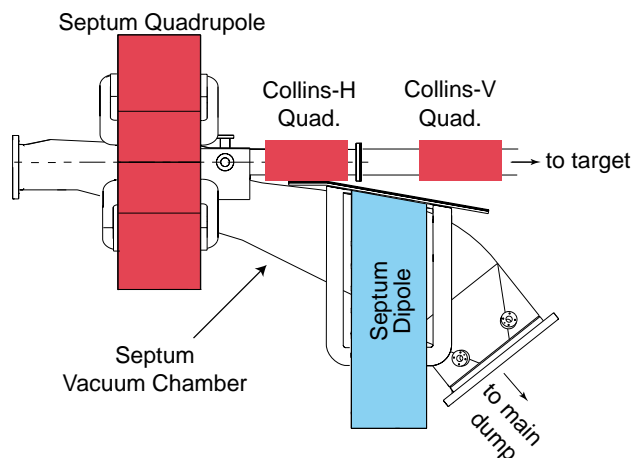 Septum Quadrupole
Collins-H
Quad.
Collins-V
Quad.
to target
Septum
Dipole
Septum
Vacuum Chamber
to main
dump